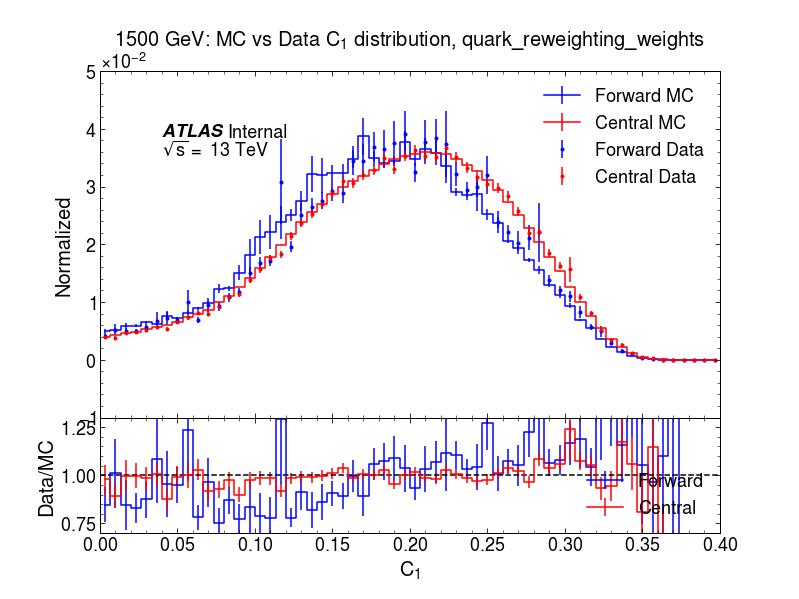 1500 GeV: MC vs Data C₁ distribution, quark_reweighting_weights
×10⁻²
5
4
3
2
1
0
−1
Normalized
ATLAS Internal
√s = 13 TeV
Forward MC
Central MC
Forward Data
Central Data
1.25
1.00
0.75
Data/MC
Forward
Central
0.00 0.05 0.10 0.15 0.20 0.25 0.30 0.35 0.40
C₁